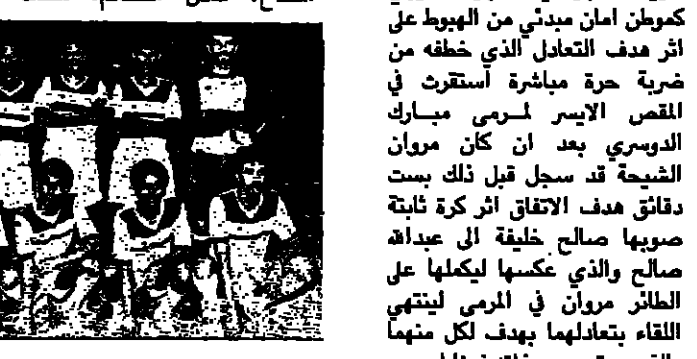 كموطن امان مبدئي من الهبوط على
اثر هدف التعادل الذي خطفه من
ضربة حرة مباشرة استقرت في
المقص الايسر لـرمى مبـارك
الدوسري بعد ان كان مروان
الشيحة قد سجل قبل ذلك بست
دقائق هدف الاتفاق اثر كرة ثابتة
صوبها صالح خليفة الى عبدالله
صالح والذي عكسها ليكملها على
الطائر مروان في المرمى لينتهي
اللقاء بتعادلهما بهدف لكل منهما